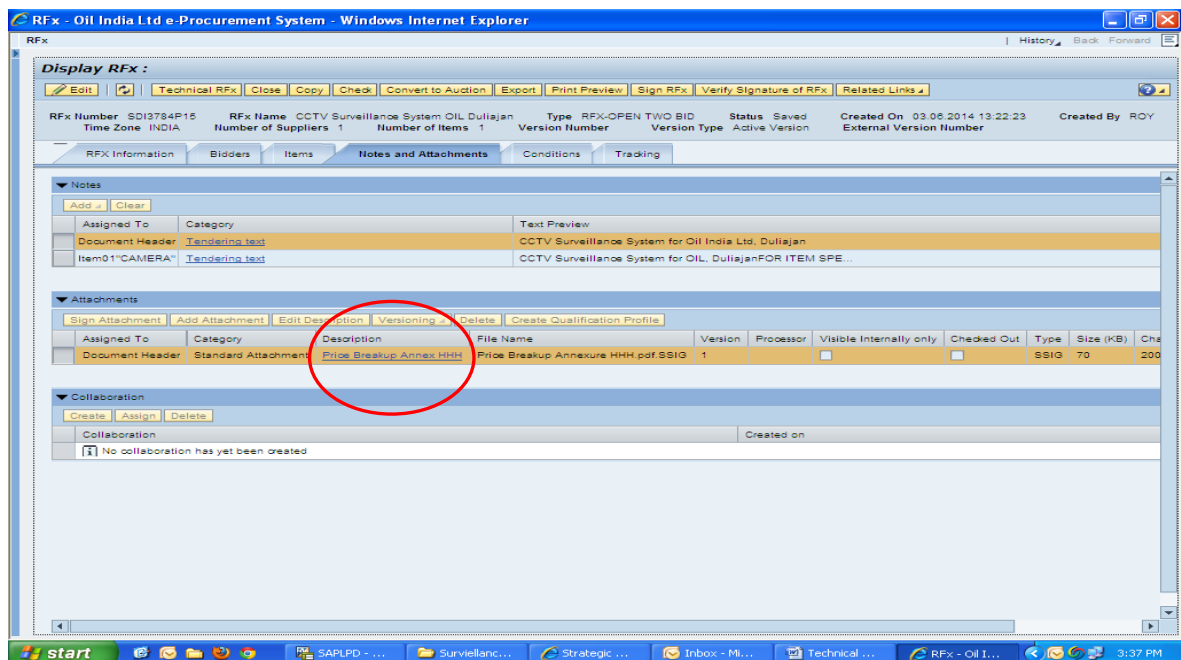 RFx - Oil India Ltd e-Procurement System - Windows Internet Explorer
RFx | History Back Forward
Display RFx :
Edit | | Technical RFx Close Copy Check Convert to Auction Export Print Preview Sign RFx Verify Signature of RFx Related Links
RFx Number SDI3784P15 RFx Name CCTV Surveillance System OIL Duliajan Type RFX-OPEN TWO BID Status Saved Created On 03.06.2014 13:22:23 Created By ROY
Time Zone INDIA Number of Suppliers 1 Number of Items 1 Version Number Version Type Active Version External Version Number
RFX Information Bidders Items Notes and Attachments Conditions Tracking
Notes
Add Clear
Assigned To Category Text Preview
Document Header Tendering text CCTV Surveillance System for Oil India Ltd, Duliajan
Item01"CAMERA" Tendering text CCTV Surveillance System for OIL, DuliajanFOR ITEM SPE...
Attachments
Sign Attachment Add Attachment Edit Description Versioning Delete Create Qualification Profile
Assigned To Category Description File Name Version Processor Visible Internally only Checked Out Type Size (KB) Cha
Document Header Standard Attachment Price Breakup Annex HHH Price Breakup Annexure HHH.pdf.SSIG 1 SSIG 70 200
Collaboration
Create Assign Delete
Collaboration Created on
No collaboration has yet been created
start SAPLPD - ... Surviellanc... Strategic ... Inbox - Mi... Technical ... RFx - Oil I... 3:37 PM